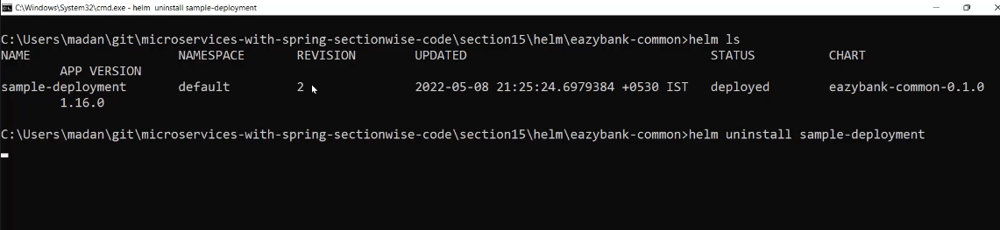 C:\Windows\System32\cmd.exe - helm  uninstall sample-deployment
C:\Users\madan\git\microservices-with-spring-sectionwise-code\section15\helm\eazybank-common>helm ls
NAME NAMESPACE REVISION UPDATED STATUS CHART
APP VERSION
sample-deployment default 2 2022-05-08 21:25:24.6979384 +0530 IST deployed eazybank-common-0.1.0
1.16.0
C:\Users\madan\git\microservices-with-spring-sectionwise-code\section15\helm\eazybank-common>helm uninstall sample-deployment